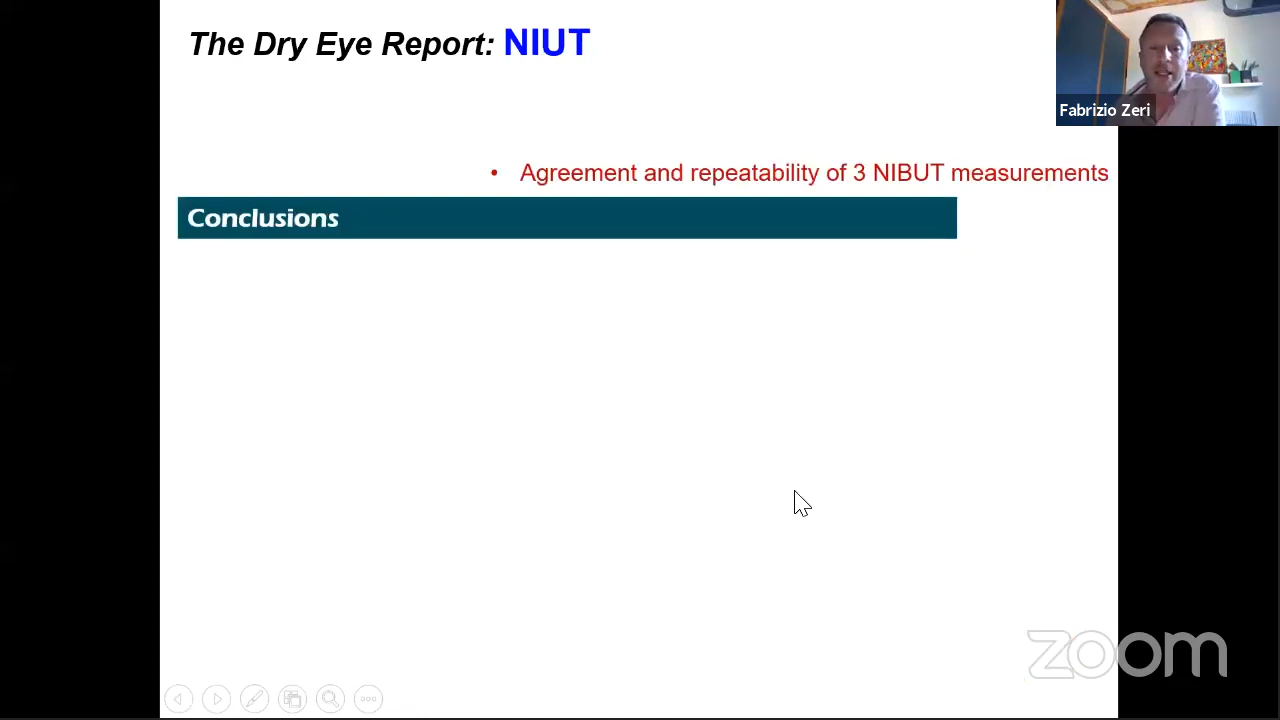 The Dry Eye Report: NIUT
Fabrizio Zeri
• Agreement and repeatability of 3 NIBUT measurements
Conclusions
zoom